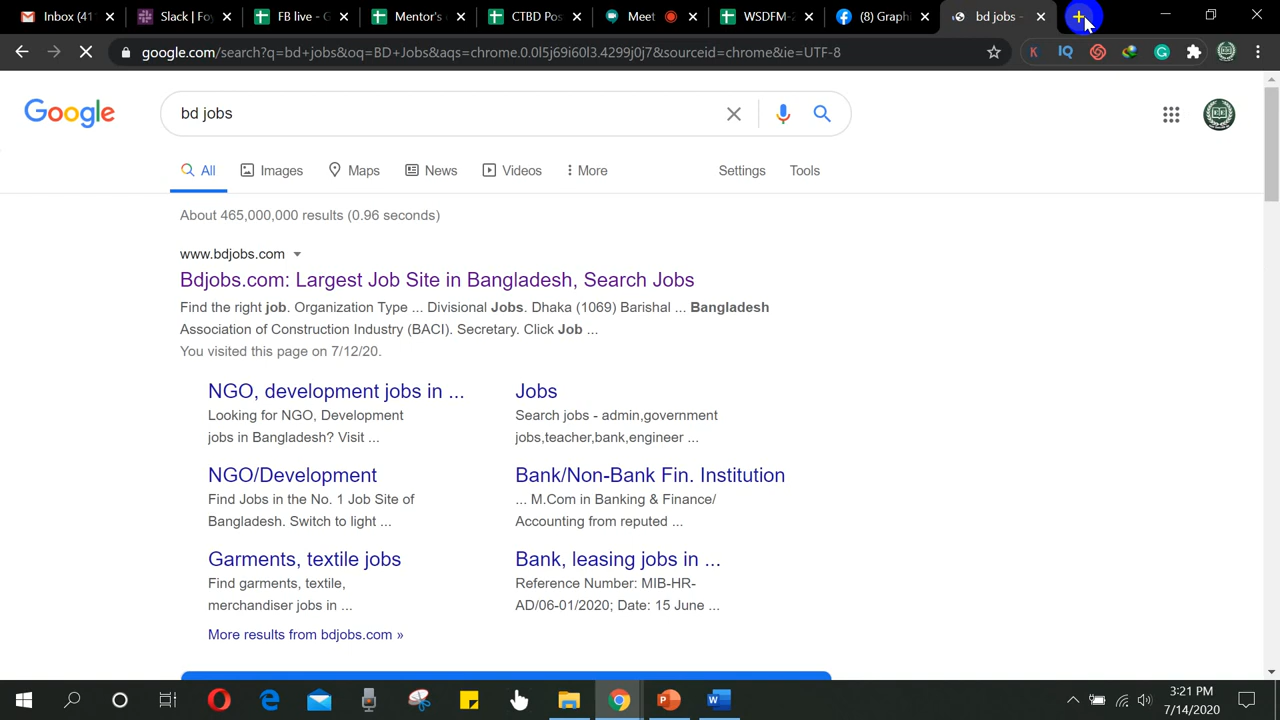 Inbox (41
Slack | Fo
FB live - G
Mentor's
CTBD Pos
Meet
WSDFM-2
(8) Graphi
bd jobs -
google.com/search?q=bd+jobs&oq=BD+Jobs&aqs=chrome.0.0l5j69i60l3.4299j0j7&sourceid=chrome&ie=UTF-8
K
IQ
Google
bd jobs
All
Images
Maps
News
Videos
More
Settings
Tools
About 465,000,000 results (0.96 seconds)
www.bdjobs.com
Bdjobs.com: Largest Job Site in Bangladesh, Search Jobs
Find the right job. Organization Type ... Divisional Jobs. Dhaka (1069) Barishal ... Bangladesh
Association of Construction Industry (BACI). Secretary. Click Job ...
You visited this page on 7/12/20.
NGO, development jobs in ...
Looking for NGO, Development
jobs in Bangladesh? Visit ...
Jobs
Search jobs - admin,government
jobs,teacher,bank,engineer ...
NGO/Development
Find Jobs in the No. 1 Job Site of
Bangladesh. Switch to light ...
Bank/Non-Bank Fin. Institution
... M.Com in Banking & Finance/
Accounting from reputed ...
Garments, textile jobs
Find garments, textile,
merchandiser jobs in ...
Bank, leasing jobs in ...
Reference Number: MIB-HR-
AD/06-01/2020; Date: 15 June ...
More results from bdjobs.com »
3:21 PM
7/14/2020